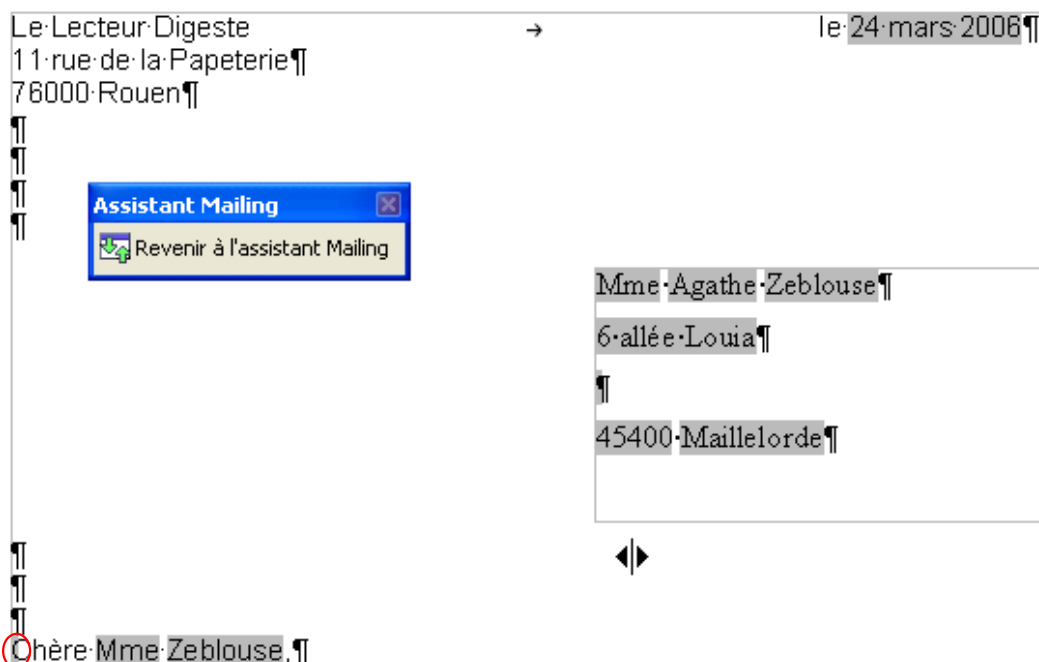 Le Lecteur Digeste → le 24 mars 2006¶
11 rue de la Papeterie¶
76000 Rouen¶
¶
¶
¶
¶
Assistant Mailing
Revenir à l'assistant Mailing
Mme Agathe Zeblouse¶
6 allée Louia¶
¶
45400 Maillelorde¶
¶
¶
¶
Chère Mme Zeblouse,¶